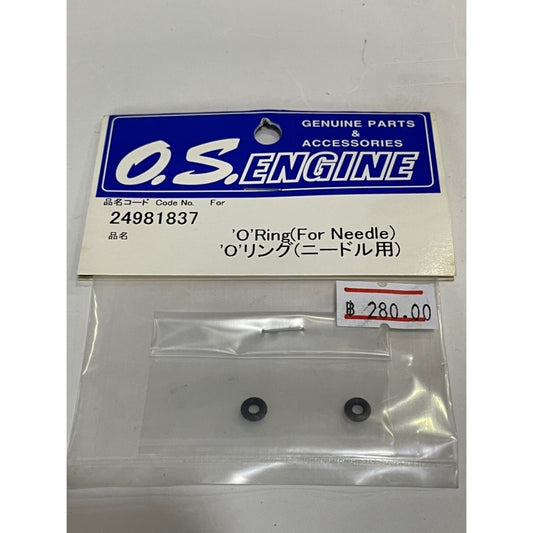 GENUINE PARTS
&
ACCESSORIES
O.S.ENGINE
品名コード Code No. For
24981837
品名 'O'Ring(For Needle)
'O'リング(ニードル用)
฿ 280.00